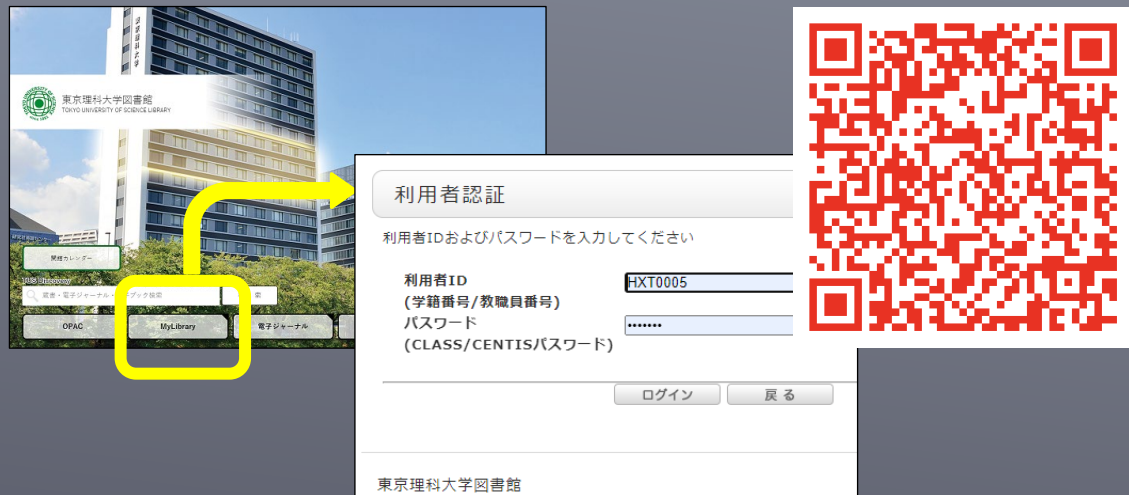 東京理科大学図書館
TOKYO UNIVERSITY OF SCIENCE LIBRARY
開館カレンダー
TUS Discovery
OPAC
MyLibrary
電子ジャーナル
利用者認証
利用者IDおよびパスワードを入力してください
利用者ID
HXT0005
(学籍番号/教職員番号)
パスワード
•••••••
(CLASS/CENTISパスワード)
ログイン
戻る
東京理科大学図書館